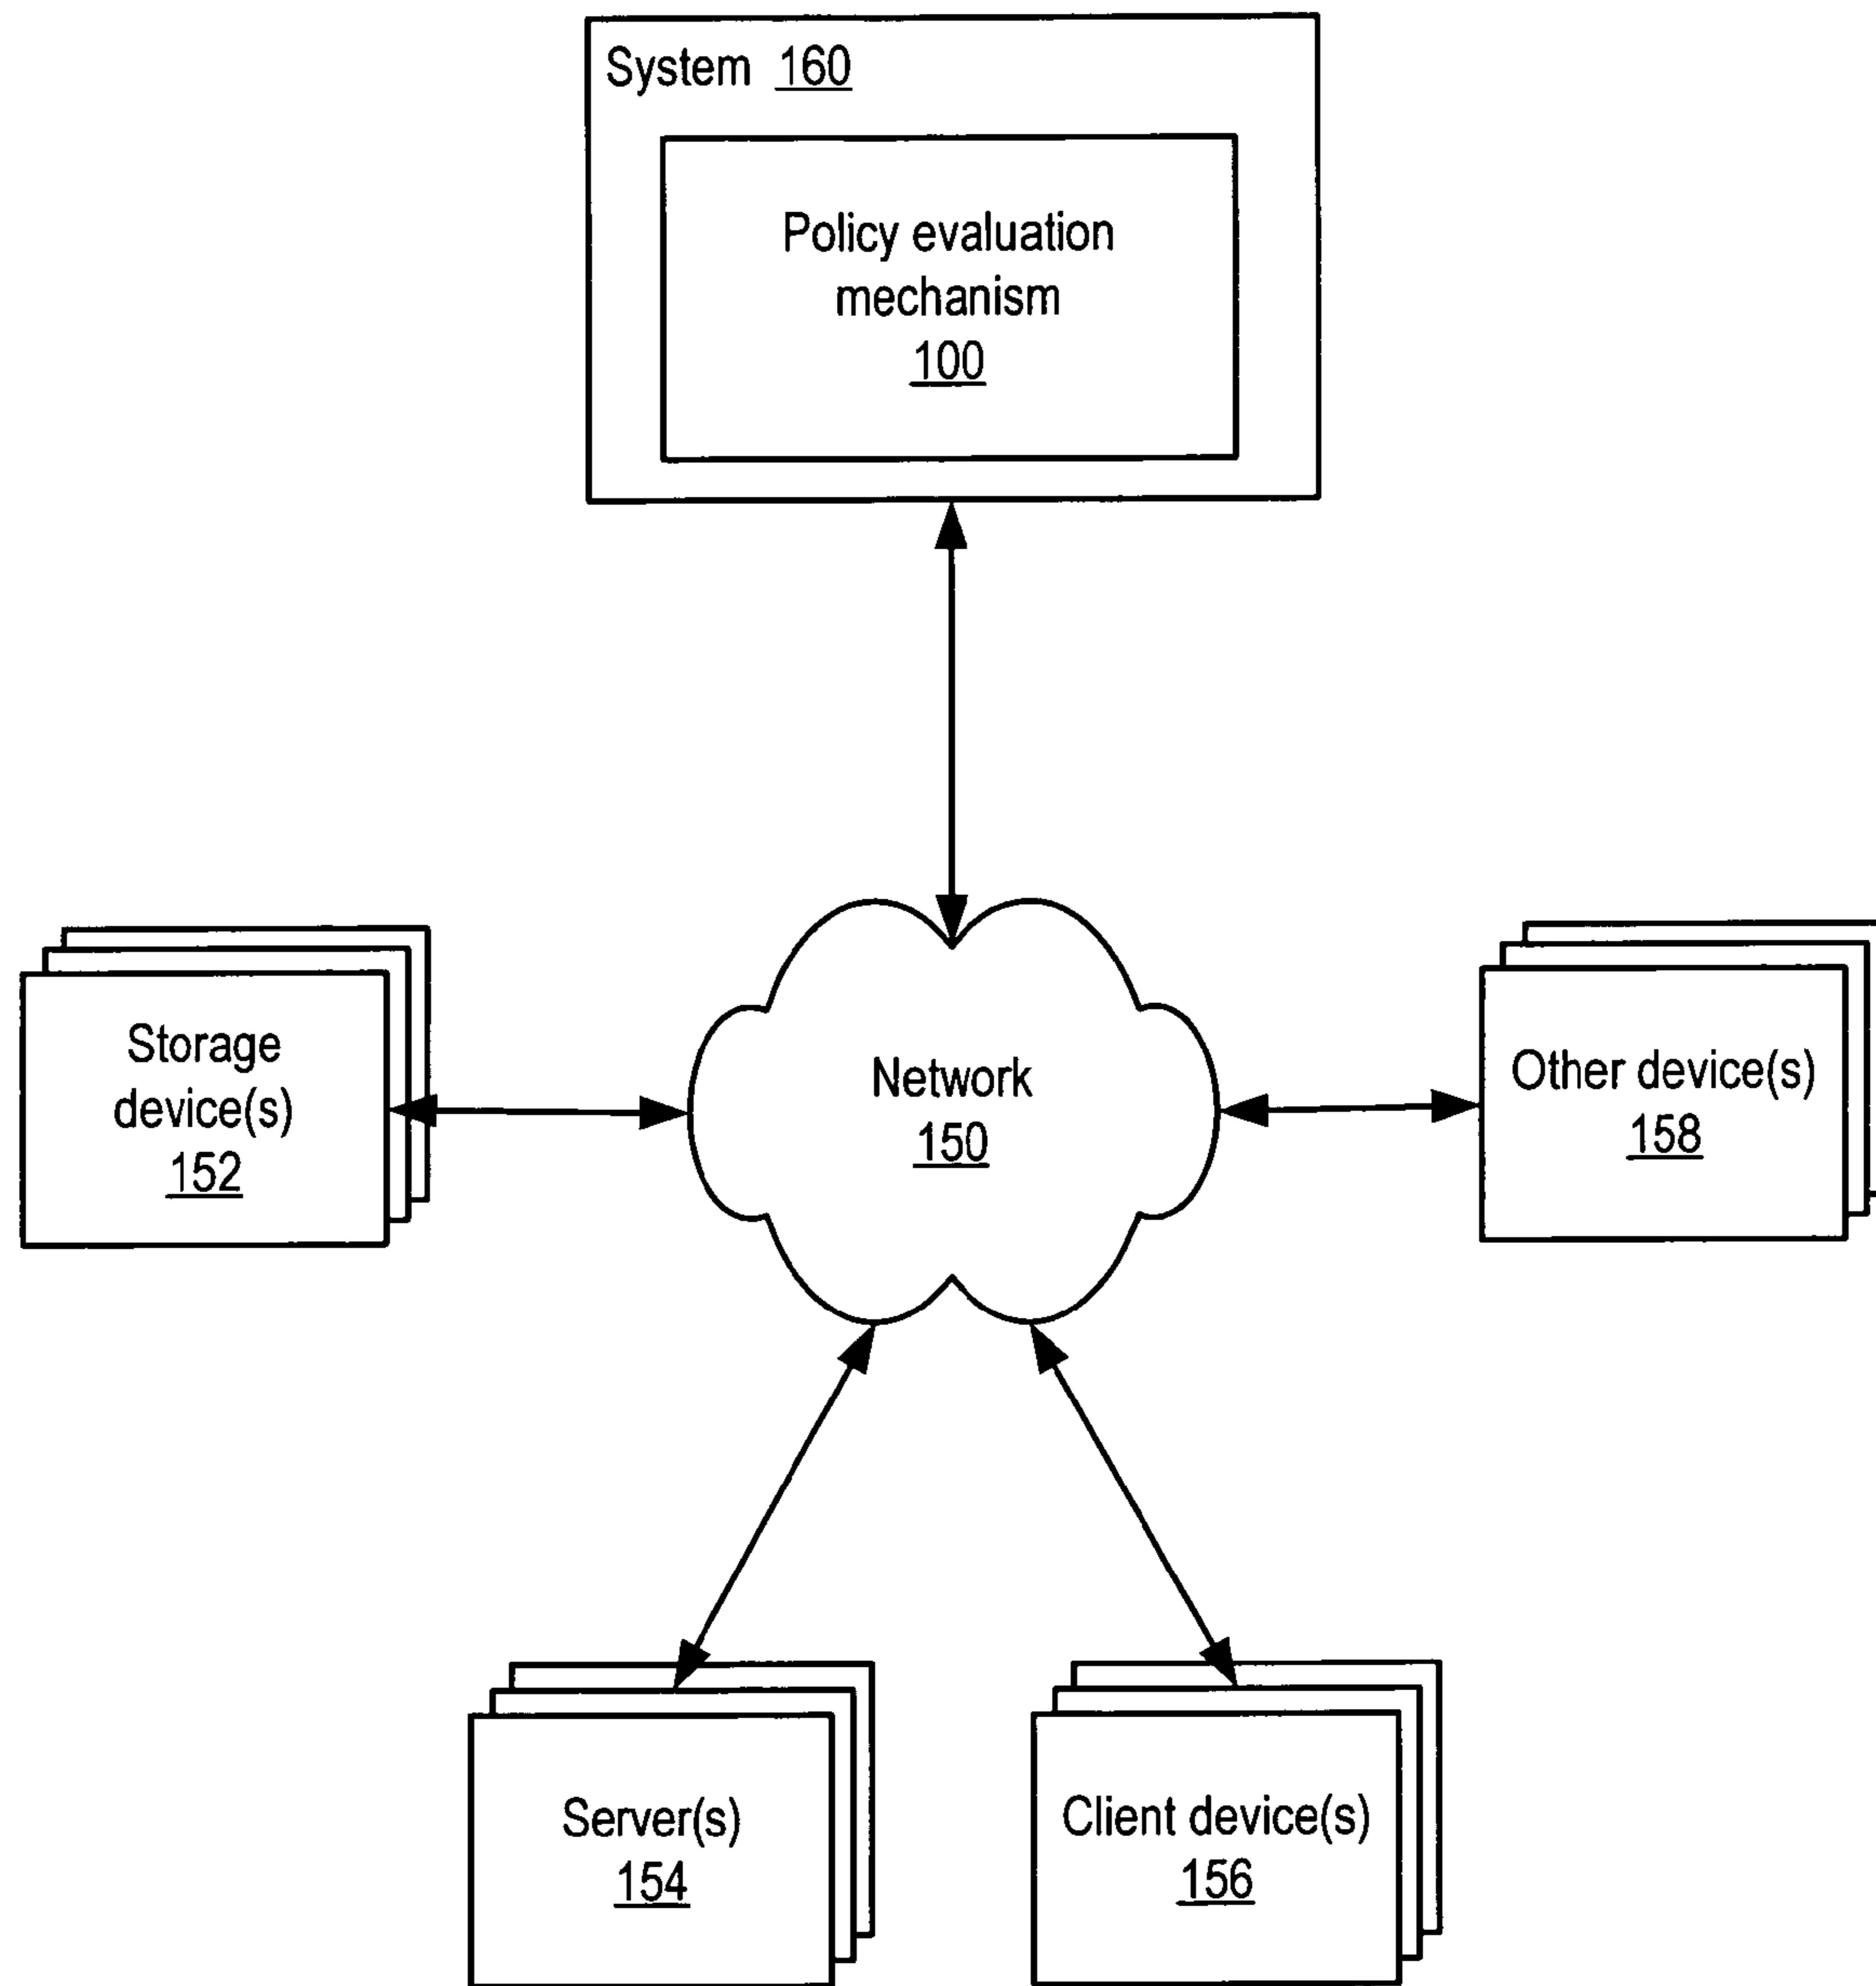 System 160
Policy evaluation
mechanism
100
Storage
device(s)
152
Network
150
Other device(s)
158
Server(s)
154
Client device(s)
156